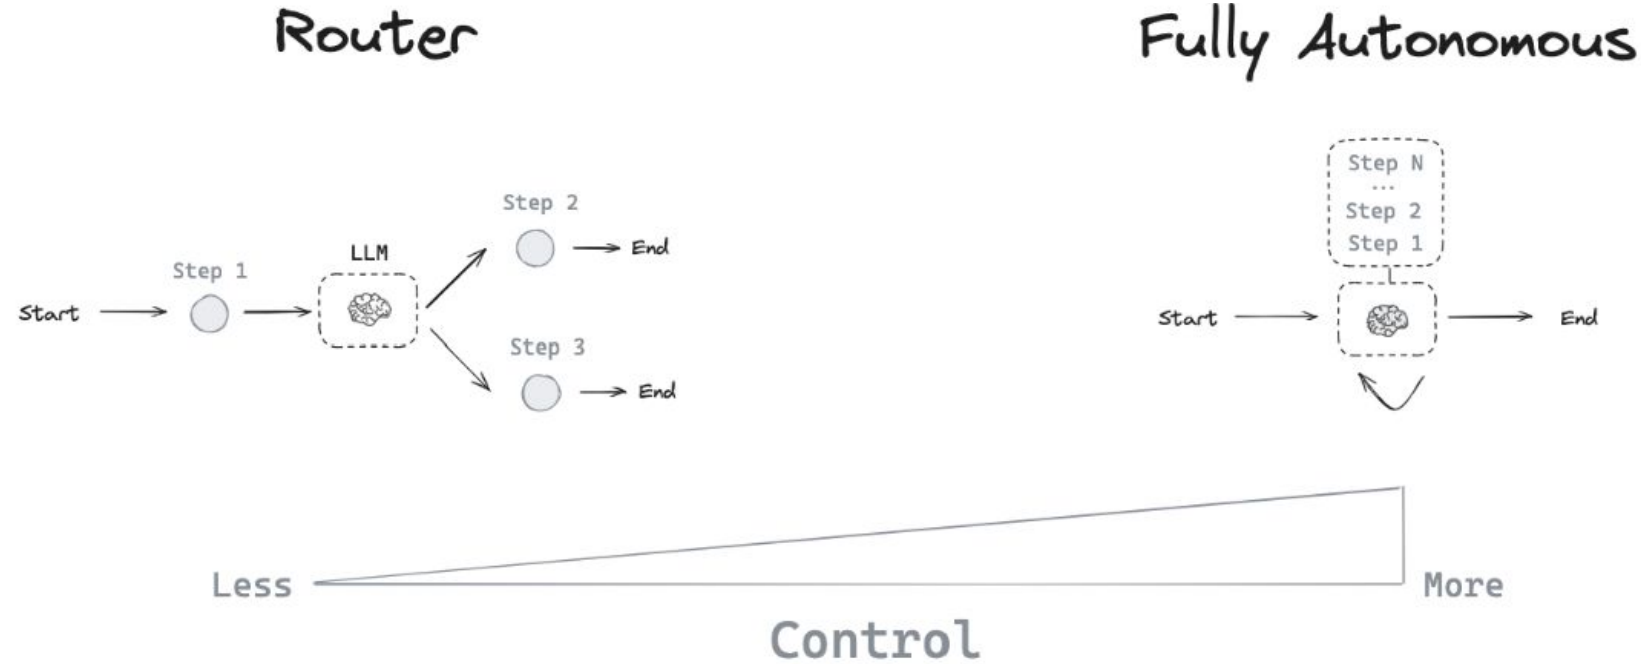 Router
Fully Autonomous
Step 1
LLM
Step 2
Step 3
Start
End
End
Step N
...
Step 2
Step 1
Start
End
Less
More
Control